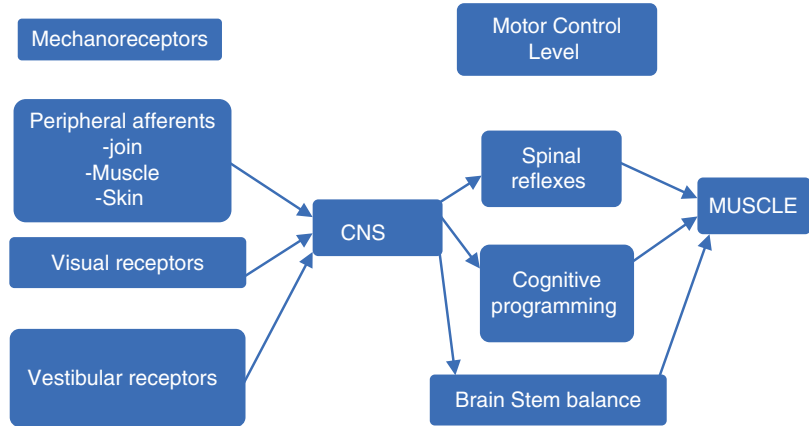 Mechanoreceptors
Motor Control
Level
Peripheral afferents
-join
-Muscle
-Skin
Visual receptors
Vestibular receptors
CNS
Spinal
reflexes
Cognitive
programming
Brain Stem balance
MUSCLE